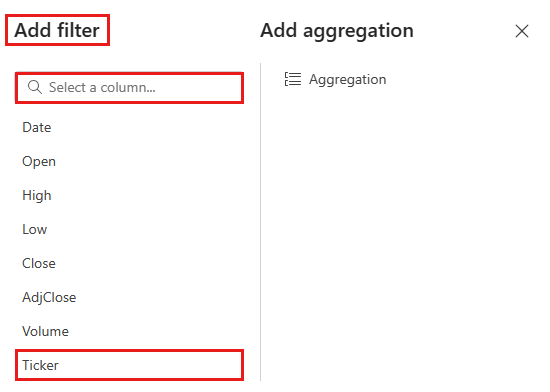 Add filter
Add aggregation
Select a column...
Aggregation
Date
Open
High
Low
Close
AdjClose
Volume
Ticker